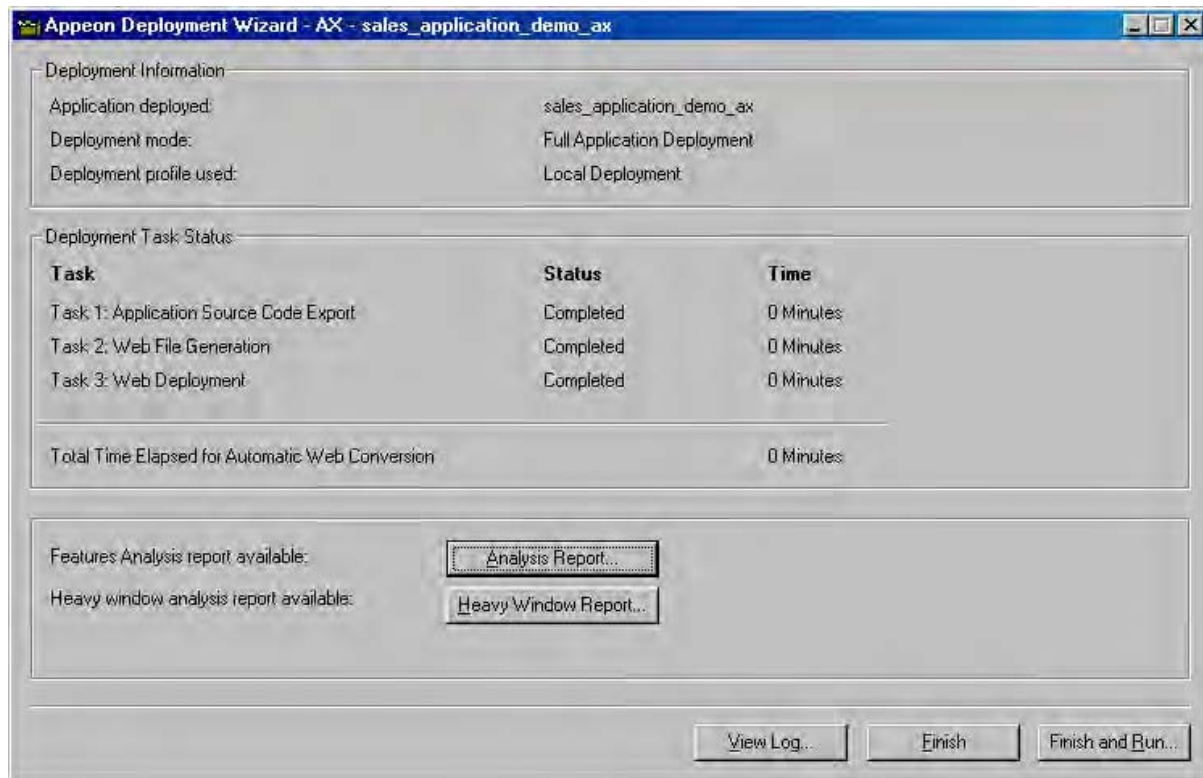 Appeon Deployment Wizard - AX - sales_application_demo_ax
Deployment Information
Application deployed: sales_application_demo_ax
Deployment mode: Full Application Deployment
Deployment profile used: Local Deployment
Deployment Task Status
Task Status Time
Task 1: Application Source Code Export Completed 0 Minutes
Task 2: Web File Generation Completed 0 Minutes
Task 3: Web Deployment Completed 0 Minutes
Total Time Elapsed for Automatic Web Conversion 0 Minutes
Features Analysis report available: Analysis Report...
Heavy window analysis report available: Heavy Window Report...
View Log... Finish Finish and Run...